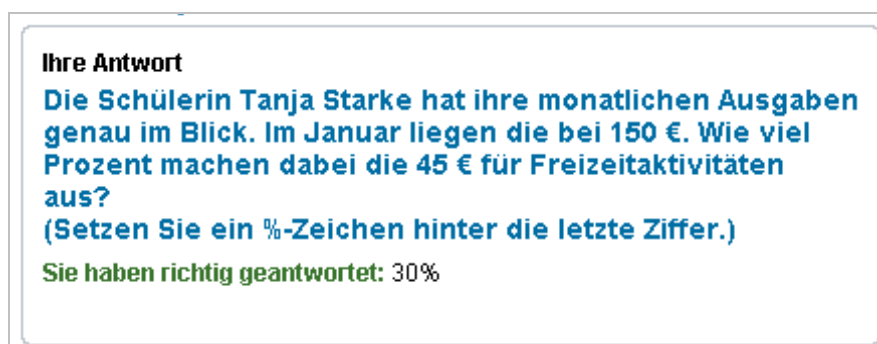 Ihre Antwort
Die Schülerin Tanja Starke hat ihre monatlichen Ausgaben
genau im Blick. Im Januar liegen die bei 150 €. Wie viel
Prozent machen dabei die 45 € für Freizeitaktivitäten
aus?
(Setzen Sie ein %-Zeichen hinter die letzte Ziffer.)
Sie haben richtig geantwortet: 30%